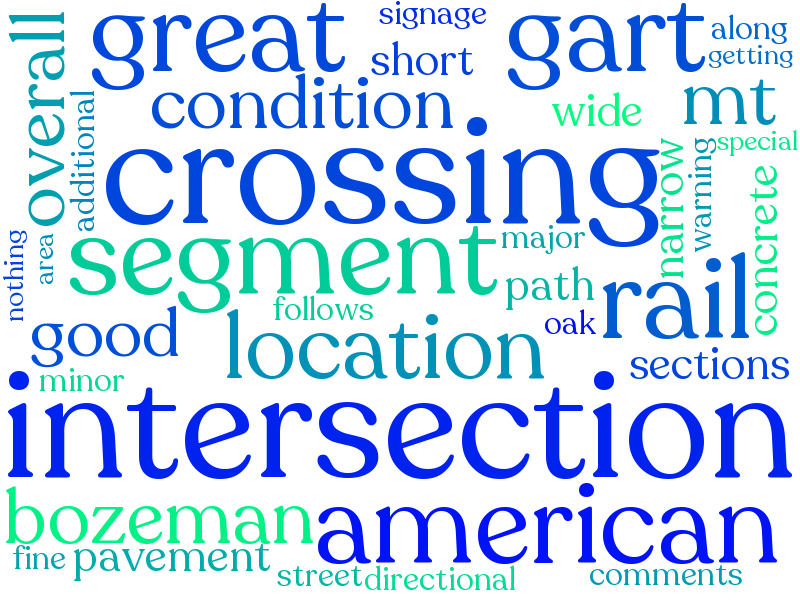 great
signage
gart
along
short
getting
overall
condition
wide
mt
additional
crossing
special
narrow
warning
concrete
nothing
area
segment
major
path
rail
follows
oak
good
location
sections
minor
intersection
bozeman
american
fine
pavement
street
directional
comments